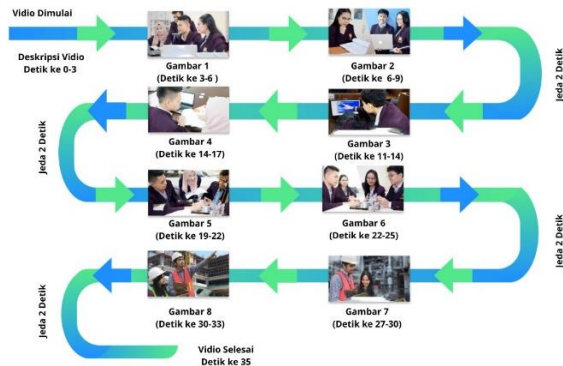 Vidio Dimulai
Deskripsi Vidio
Detik ke 0-3
Gambar 1
(Detik ke 3-6 )
Gambar 2
(Detik ke  6-9)
Jeda 2 Detik
Gambar 3
(Detik ke 11-14)
Gambar 4
(Detik ke 14-17)
Jeda 2 Detik
Gambar 5
(Detik ke 19-22)
Gambar 6
(Detik ke 22-25)
Jeda 2 Detik
Gambar 7
(Detik ke 27-30)
Gambar 8
(Detik ke 30-33)
Jeda 2 Detik
Vidio Selesai
Detik ke 35